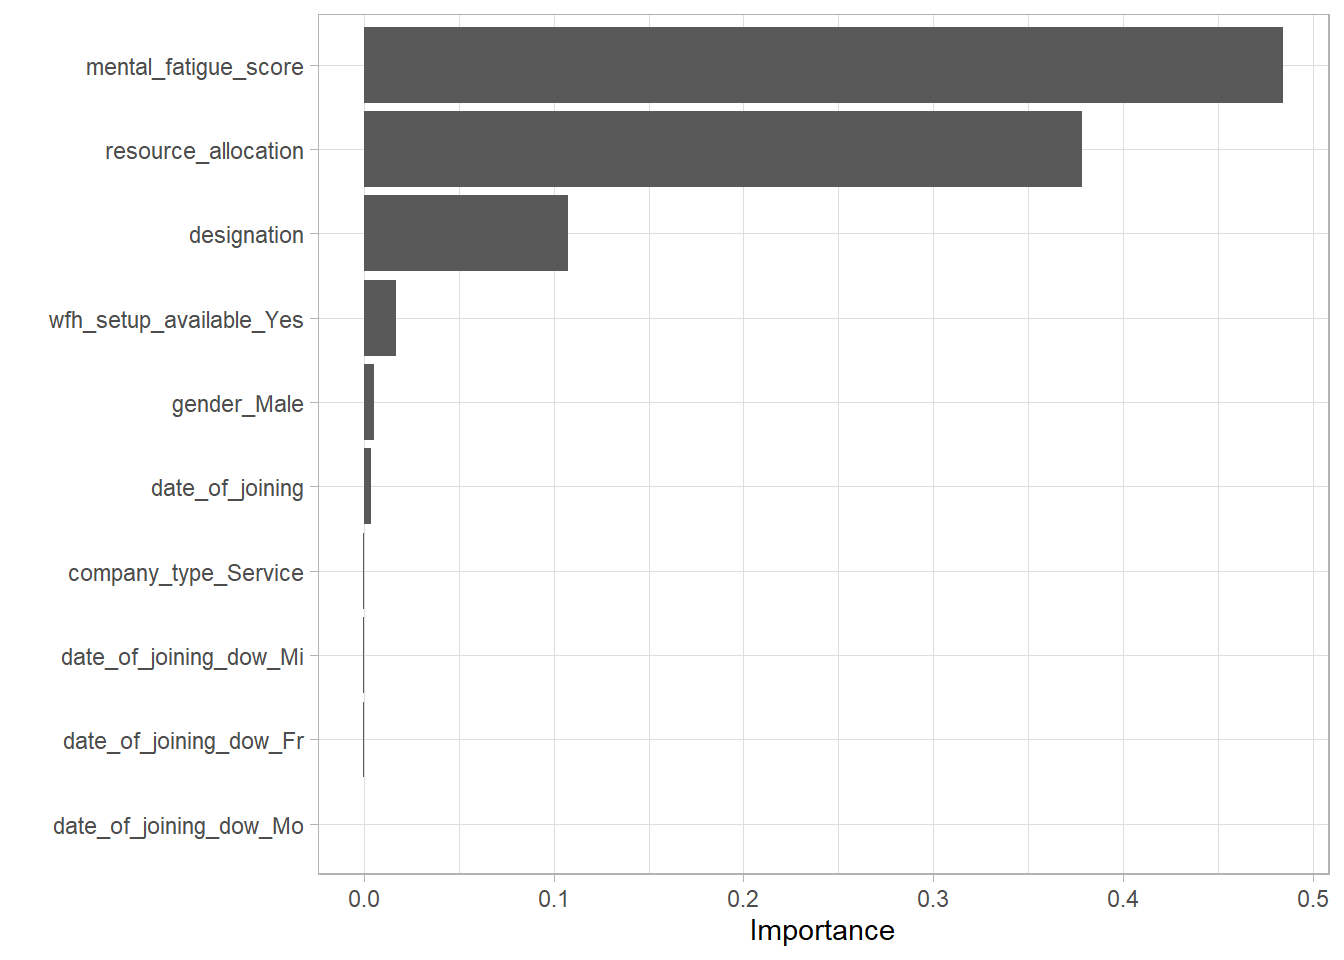 mental_fatigue_score
resource_allocation
designation
wfh_setup_available_Yes
gender_Male
date_of_joining
company_type_Service
date_of_joining_dow_Mi
date_of_joining_dow_Fr
date_of_joining_dow_Mo
0.0 0.1 0.2 0.3 0.4 0.5
Importance